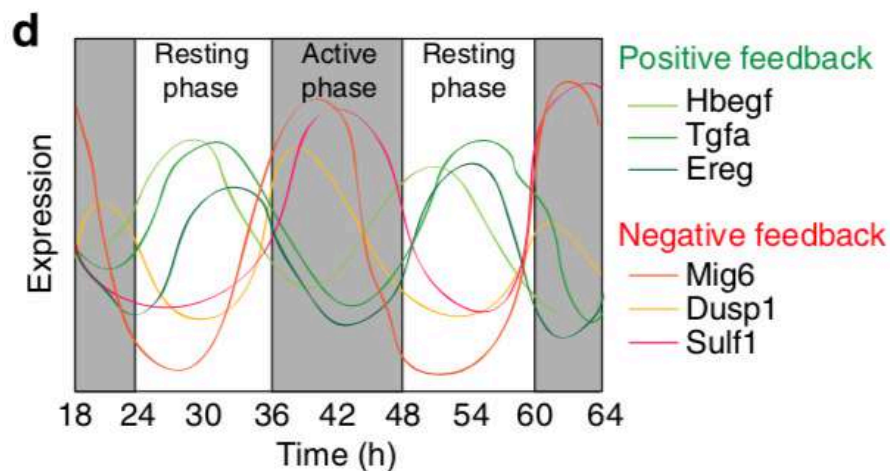 d
Resting
phase
Active
phase
Resting
phase
Expression
18 24 30 36 42 48 54 60 64
Time (h)
Positive feedback
Hbegf
Tgfa
Ereg
Negative feedback
Mig6
Dusp1
Sulf1